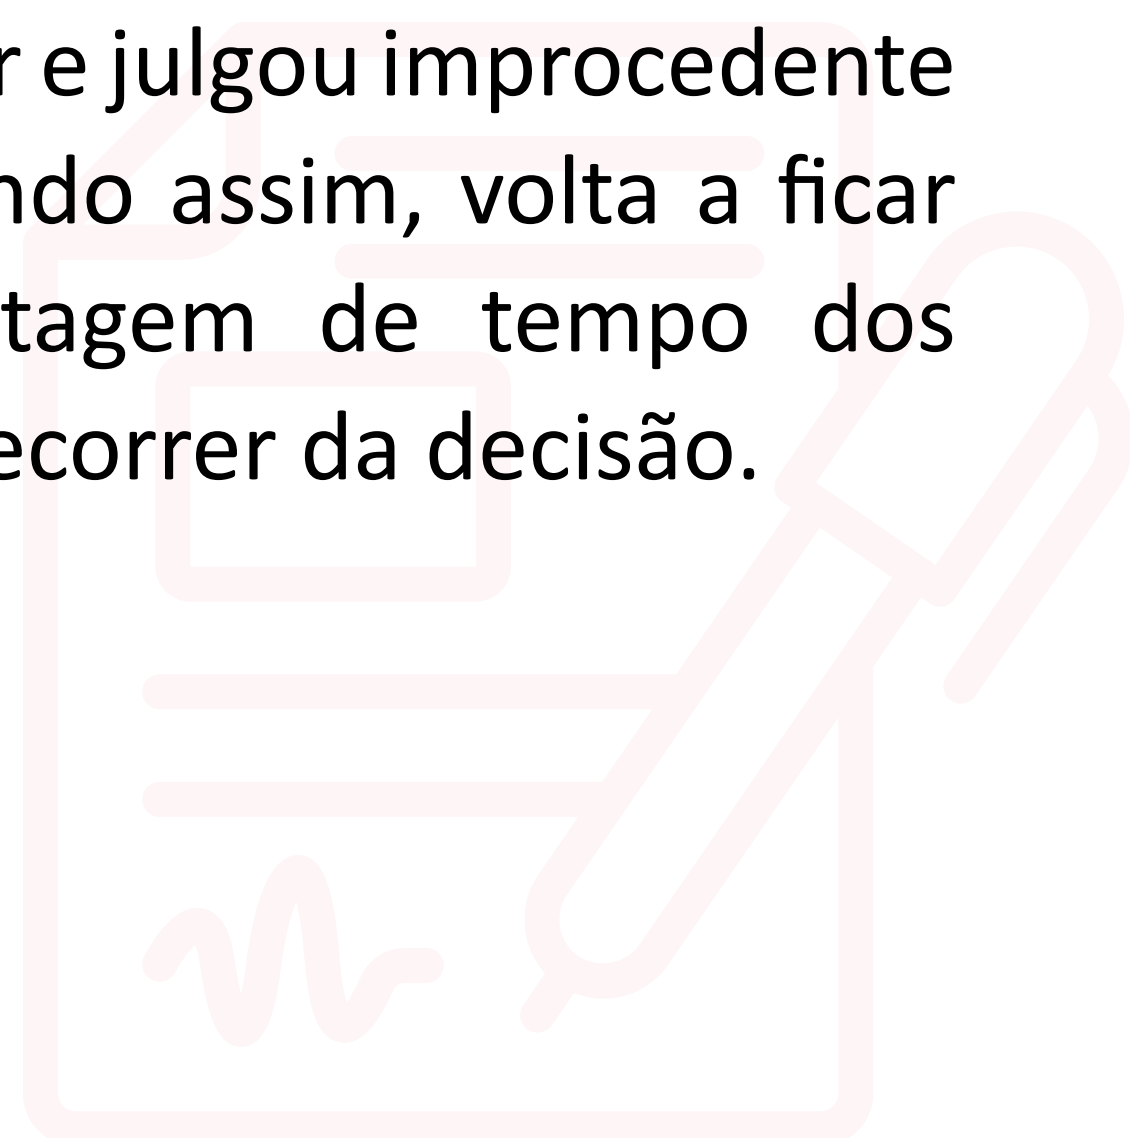 r e julgou improcedente
ndo assim, volta a ficar
tagem de tempo dos
ecorrer da decisão.